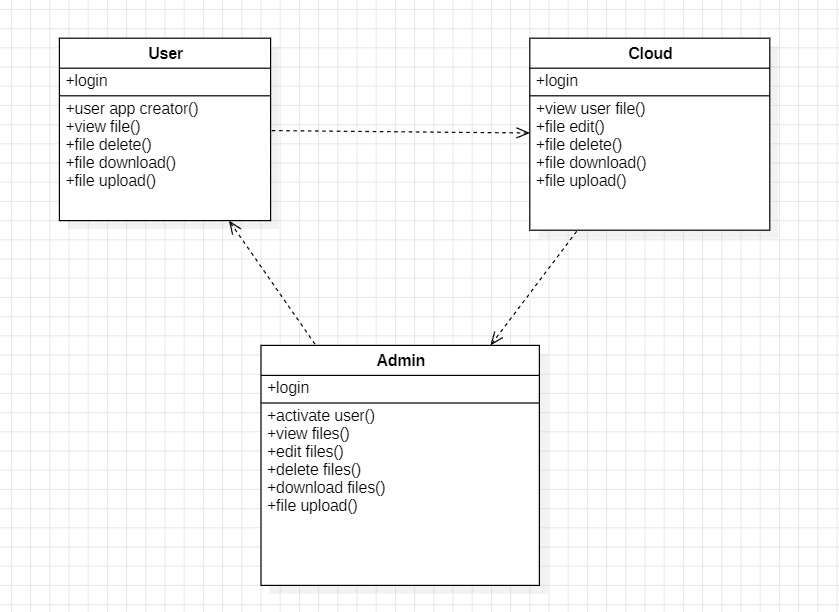 User
+login
+user app creator()
+view file()
+file delete()
+file download()
+file upload()
Cloud
+login
+view user file()
+file edit()
+file delete()
+file download()
+file upload()
Admin
+login
+activate user()
+view files()
+edit files()
+delete files()
+download files()
+file upload()